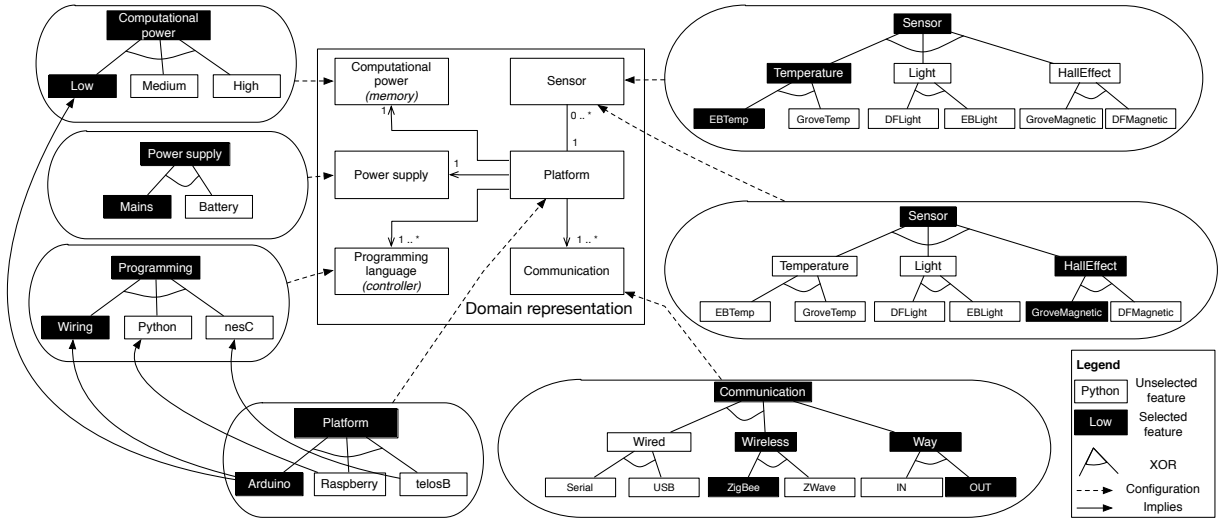 Computational
power
Low
Medium
High
Power supply
Mains
Battery
Programming
Wiring
Python
nesC
Platform
Arduino
Raspberry
telosB
Computational
power
(memory)
Sensor
1
0 .. *
1
Power supply
1
Platform
1 .. *
1 .. *
Programming
language
(controller)
Communication
Domain representation
Sensor
Temperature
Light
HallEffect
EBTemp
GroveTemp
DFLight
EBLight
GroveMagnetic
DFMagnetic
Sensor
Temperature
Light
HallEffect
EBTemp
GroveTemp
DFLight
EBLight
GroveMagnetic
DFMagnetic
Communication
Wired
Wireless
Way
Serial
USB
ZigBee
ZWave
IN
OUT
Legend
Python
Unselected
feature
Low
Selected
feature
XOR
Configuration
Implies